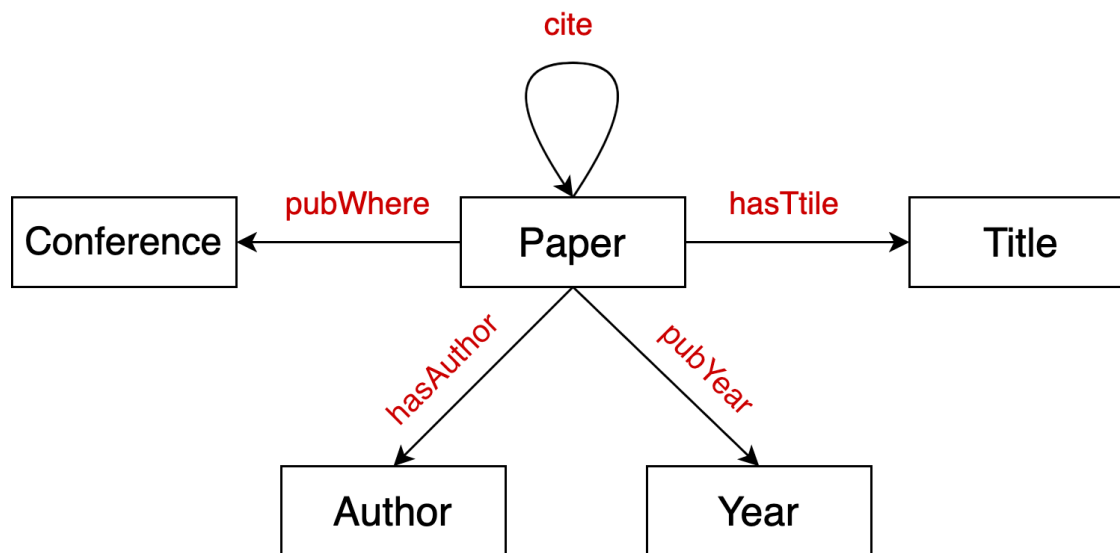 cite
pubWhere
hasTtile
Conference
Paper
Title
hasAuthor
pubYear
Author
Year